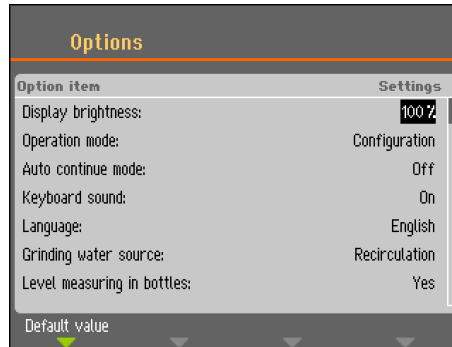 Options
Option item Settings
Display brightness: 100 %
Operation mode: Configuration
Auto continue mode: Off
Keyboard sound: On
Language: English
Grinding water source: Recirculation
Level measuring in bottles: Yes
Default value